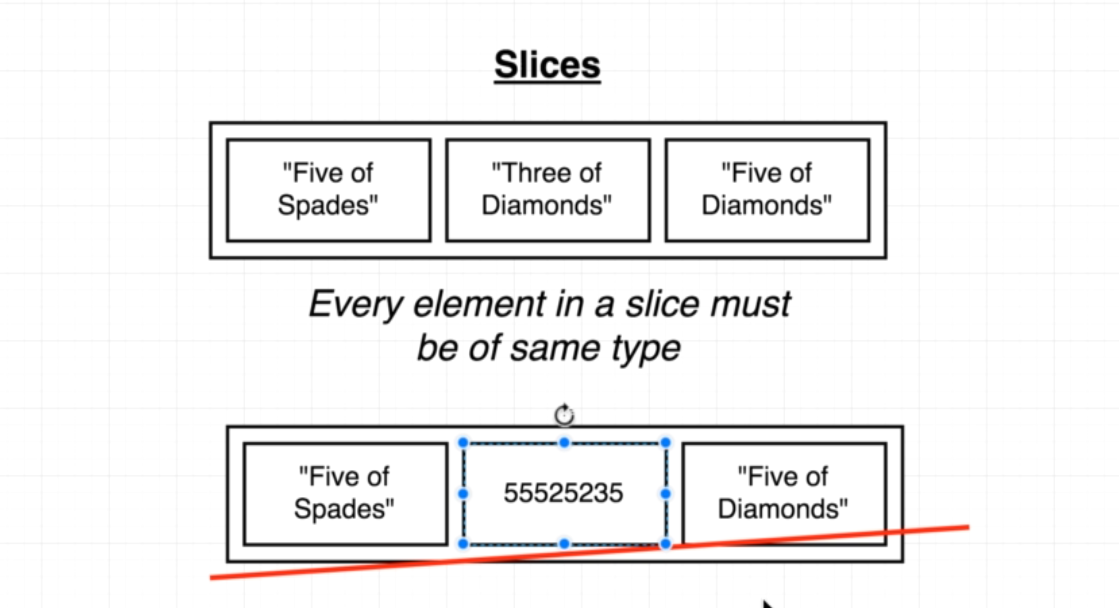 Slices
"Five of
Spades"
"Three of
Diamonds"
"Five of
Diamonds"
Every element in a slice must
be of same type
"Five of
Spades"
55525235
"Five of
Diamonds"